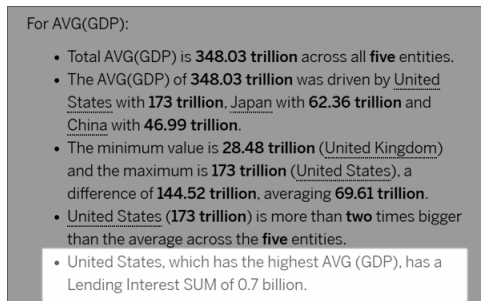 For AVG(GDP):
• Total AVG(GDP) is 348.03 trillion across all five entities.
• The AVG(GDP) of 348.03 trillion was driven by United
States with 173 trillion, Japan with 62.36 trillion and
China with 46.99 trillion.
• The minimum value is 28.48 trillion (United Kingdom)
and the maximum is 173 trillion (United States), a
difference of 144.52 trillion, averaging 69.61 trillion.
• United States (173 trillion) is more than two times bigger
than the average across the five entities.
• United States, which has the highest AVG (GDP), has a
Lending Interest SUM of 0.7 billion.